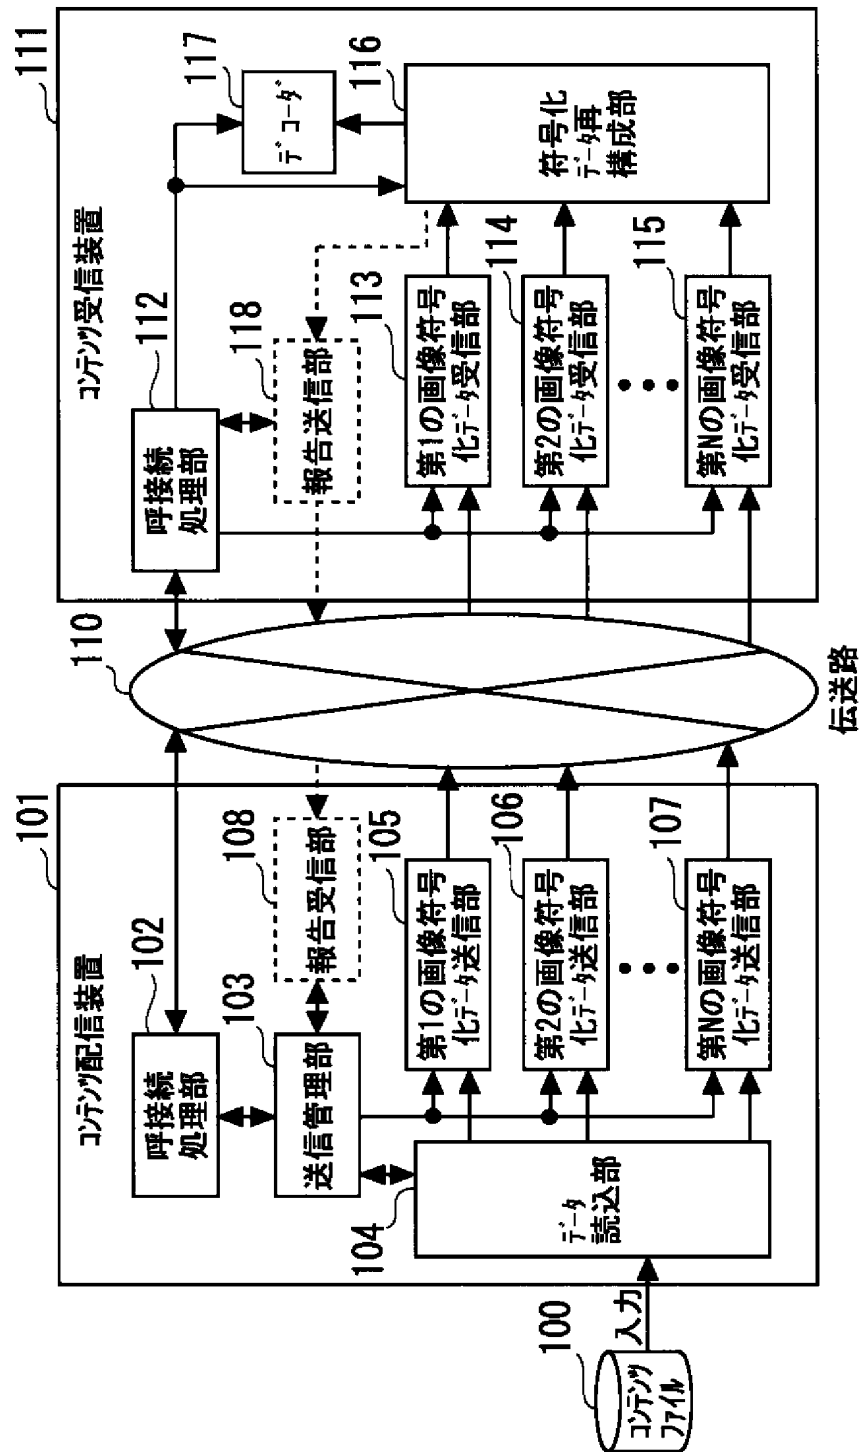 100
コンテンツ
ファイル
入力
101
コンテンツ配信装置
102
呼接続
処理部
103
送信管理部
108
報告受信部
104
データ
読込部
105
第1の画像符号
化データ送信部
106
第2の画像符号
化データ送信部
107
第Nの画像符号
化データ送信部
110
伝送路
111
コンテンツ受信装置
112
呼接続
処理部
118
報告送信部
113
第1の画像符号
化データ受信部
114
第2の画像符号
化データ受信部
115
第Nの画像符号
化データ受信部
117
デコーダ
116
符号化
データ再
構成部